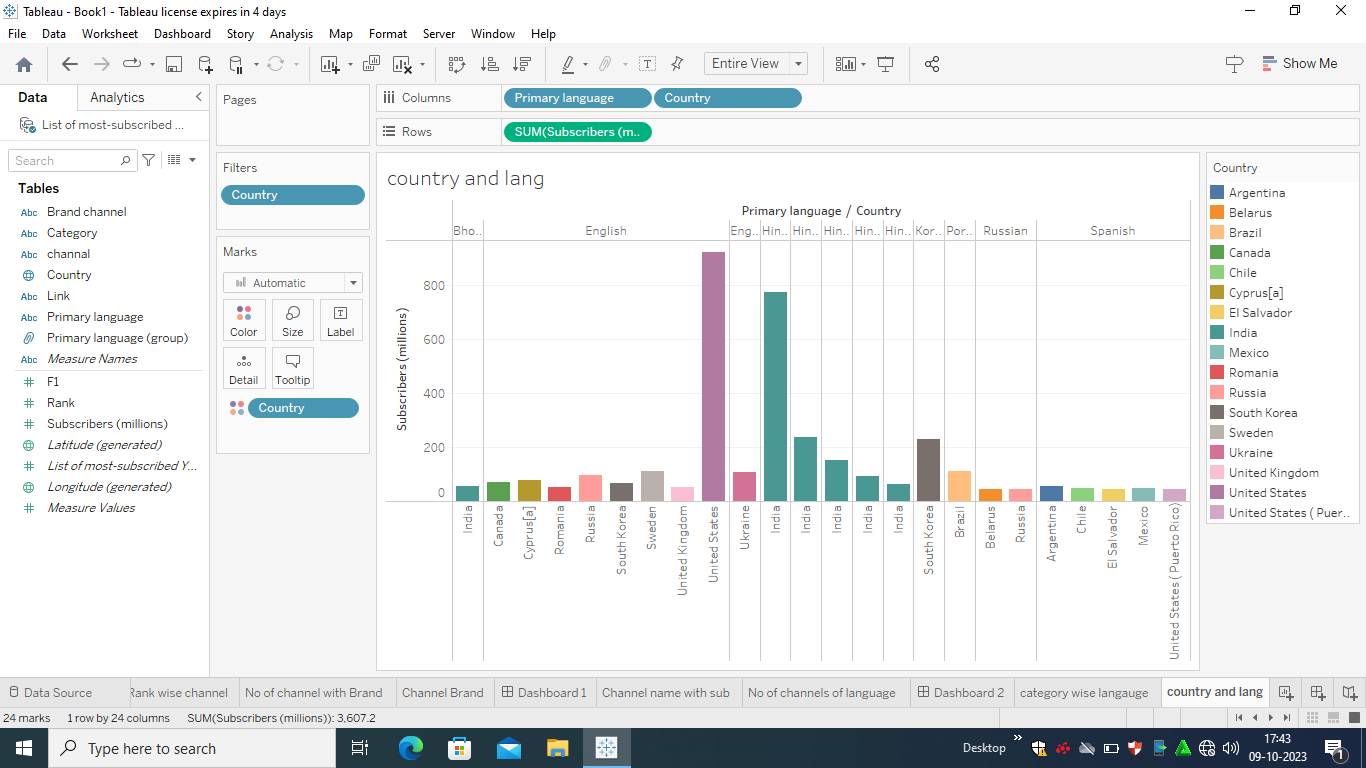 Tableau - Book1 - Tableau license expires in 4 days
File Data Worksheet Dashboard Story Analysis Map Format Server Window Help
Entire View
Show Me
Data Analytics
List of most-subscribed ...
Search
Tables
Abc Brand channel
Abc Category
Abc channal
Country
Abc Link
Abc Primary language
Primary language (group)
Abc Measure Names
# F1
# Rank
# Subscribers (millions)
Latitude (generated)
# List of most-subscribed Y...
Longitude (generated)
# Measure Values
Pages
Filters
Country
Marks
Automatic
Color Size Label
Detail Tooltip
Country
Columns Primary language Country
Rows SUM(Subscribers (m..
country and lang
Primary language / Country
Bho.. English Eng.. Hin.. Hin.. Hin.. Hin.. Hin.. Kor.. Por.. Russian Spanish
Subscribers (millions)
800
600
400
200
0
India
Canada
Cyprus[a]
Romania
Russia
South Korea
Sweden
United Kingdom
United States
Ukraine
India
India
India
India
India
South Korea
Brazil
Belarus
Russia
Argentina
Chile
El Salvador
Mexico
United States ( Puerto Rico)
Country
Argentina
Belarus
Brazil
Canada
Chile
Cyprus[a]
El Salvador
India
Mexico
Romania
Russia
South Korea
Sweden
Ukraine
United Kingdom
United States
United States ( Puer..
Data Source Rank wise channel No of channel with Brand Channel Brand Dashboard 1 Channel name with sub No of channels of language Dashboard 2 category wise langauge country and lang
24 marks 1 row by 24 columns SUM(Subscribers (millions)): 3,607.2
Type here to search
Desktop
17:43
09-10-2023
1